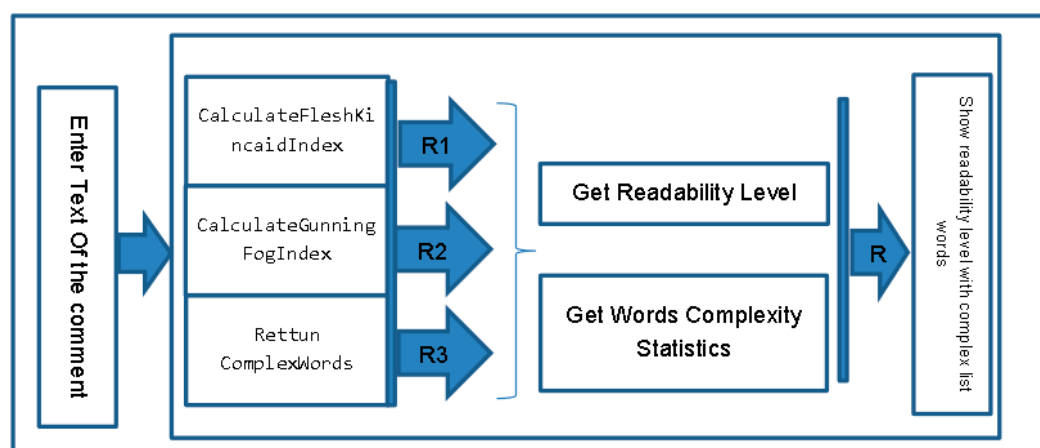 Enter Text Of the comment
CalculateFleshKi
ncaidIndex
CalculateGunning
FogIndex
Rettun
ComplexWords
R1
R2
R3
Get Readability Level
Get Words Complexity
Statistics
R
Show readability level with complex list
words